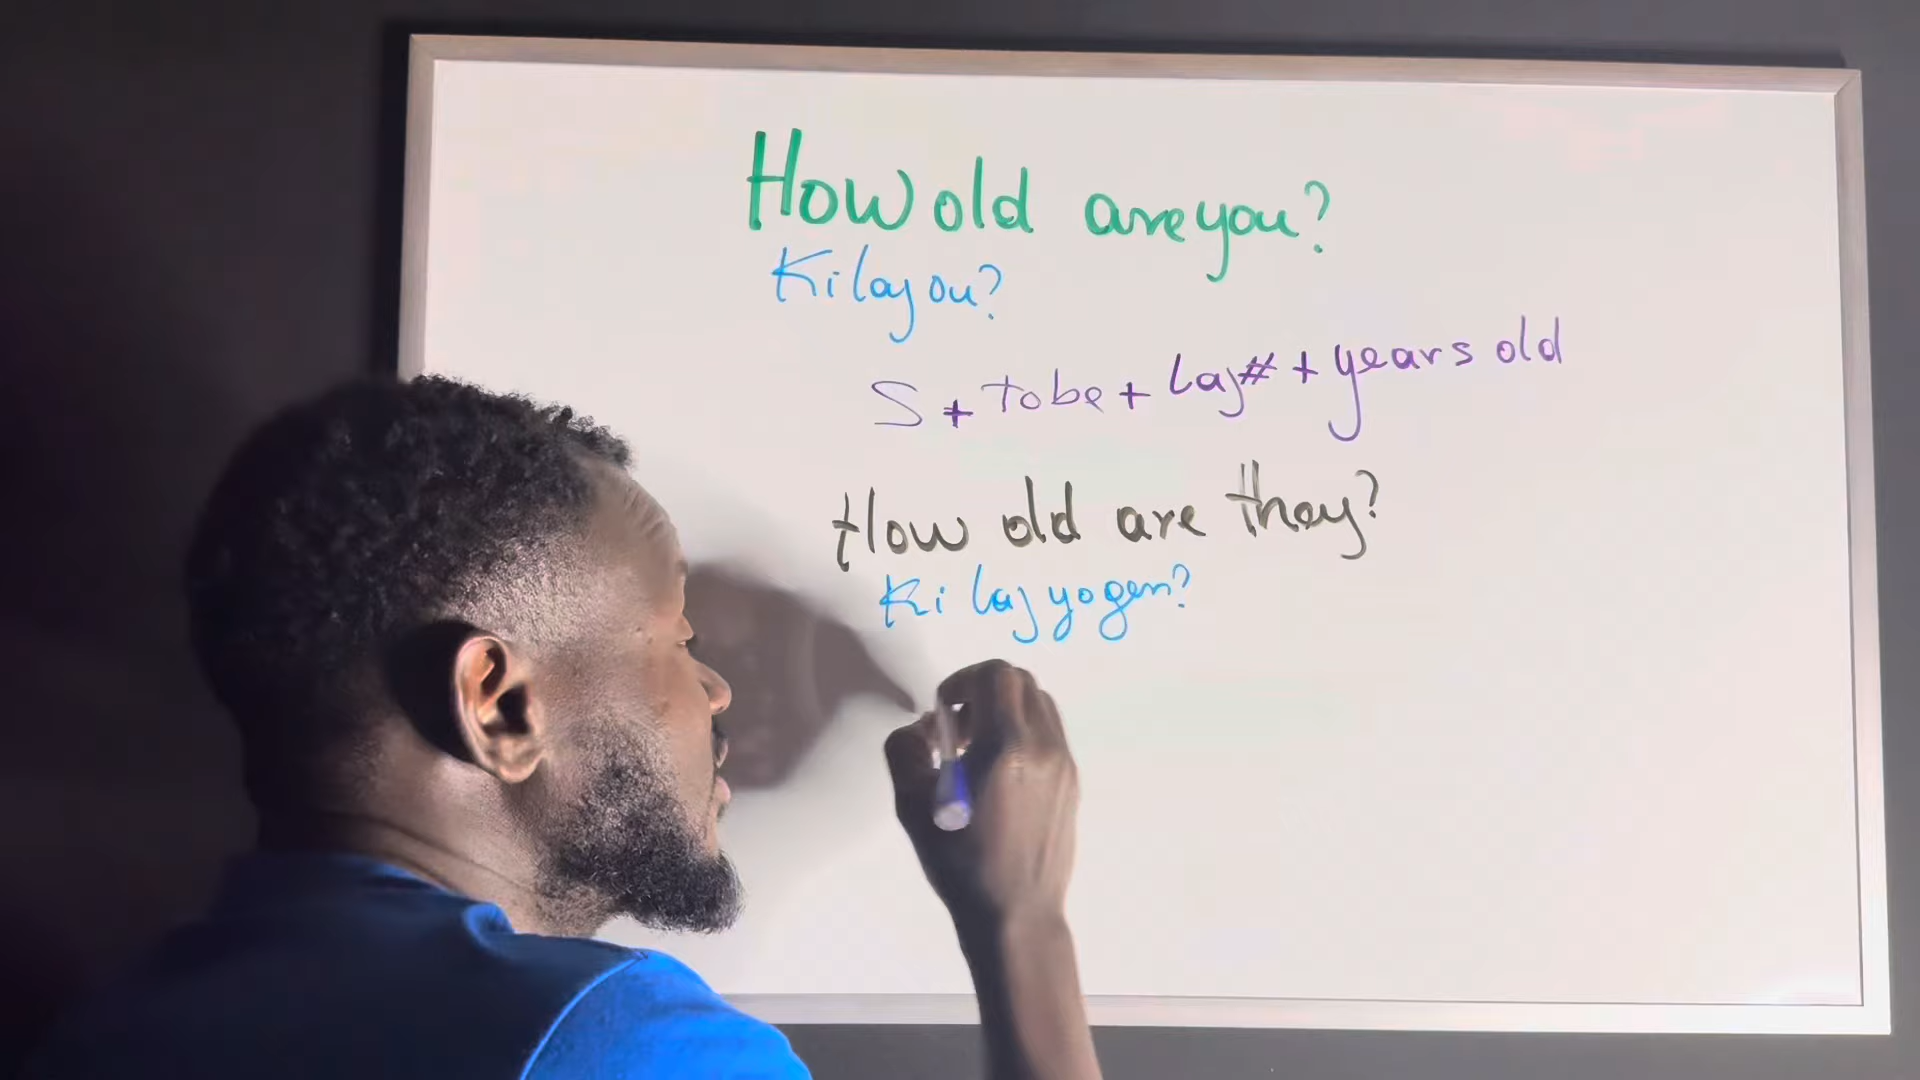 How old are you?
Ki laj ou?
S + to be + laj # + years old
How old are they?
Ki laj yo gen?